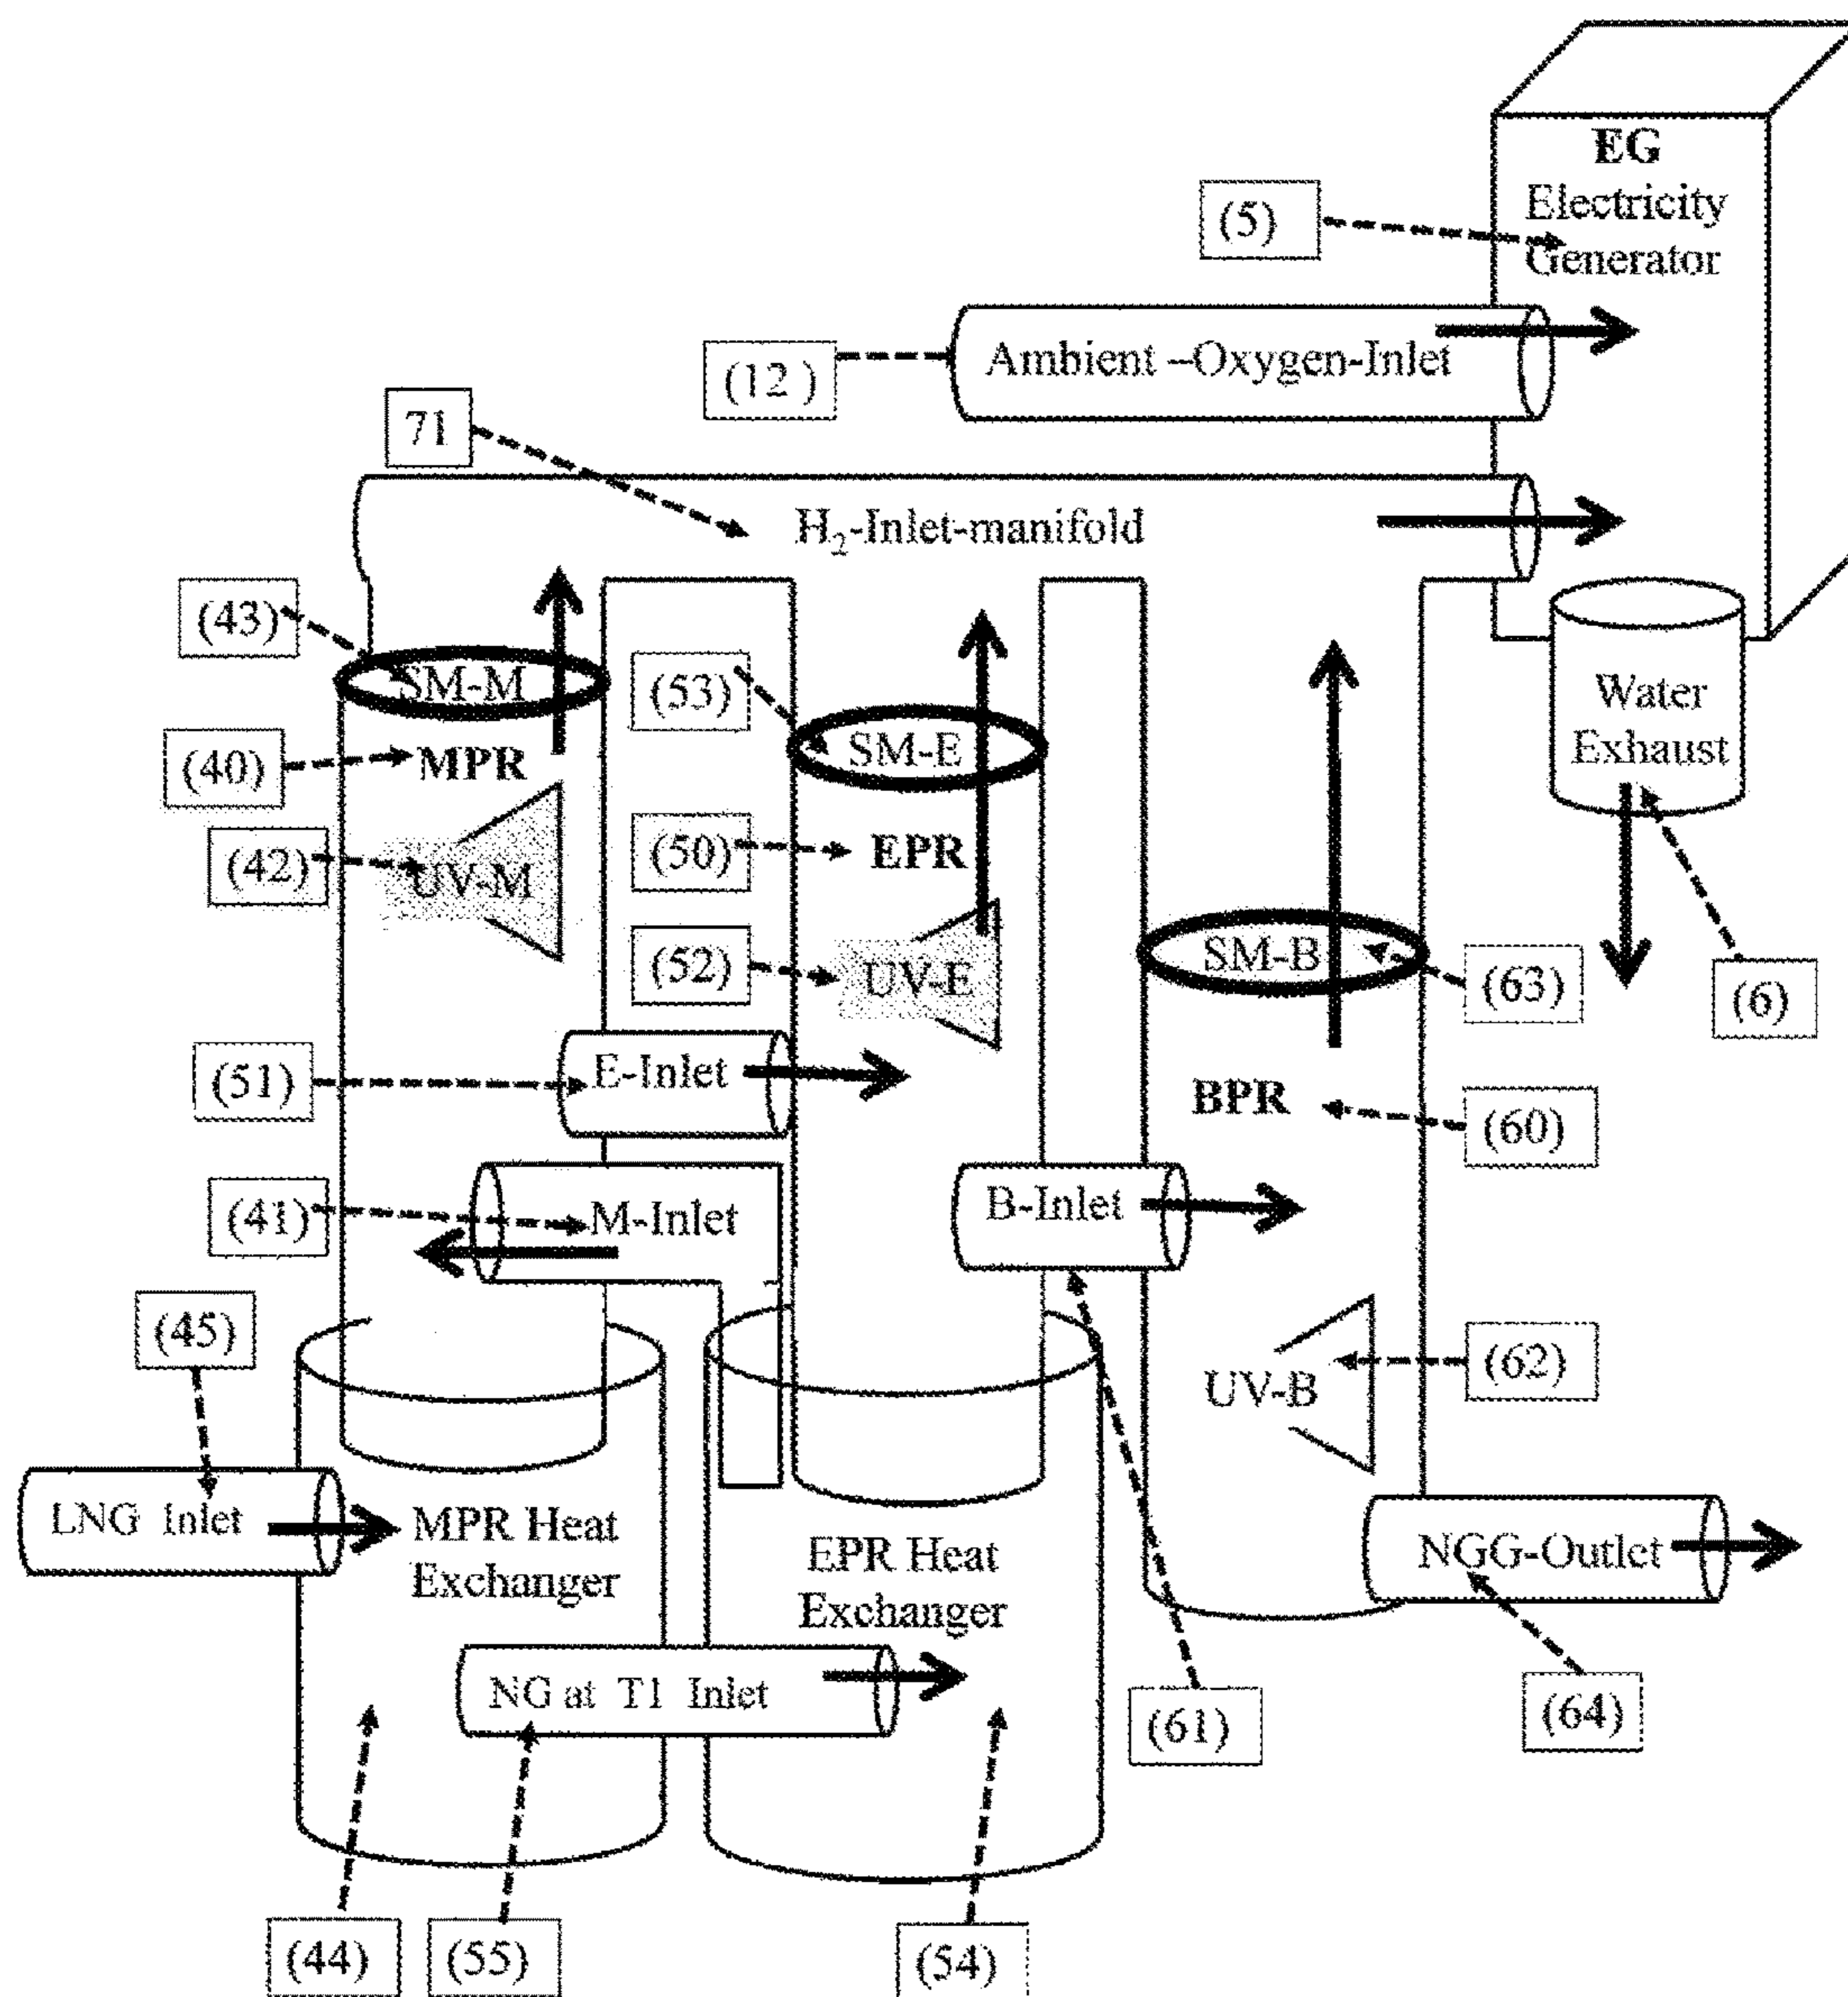 EG
Electricity
Generator
(5)
Ambient –Oxygen-Inlet
(12 )
71
H₂-Inlet-manifold
(43)
SM-M
(53)
SM-E
Water
Exhaust
(40)
MPR
(42)
UV-M
(50)
EPR
(52)
UV-E
SM-B
(63)
(6)
(51)
E-Inlet
BPR
(60)
(41)
M-Inlet
B-Inlet
(45)
UV-B
(62)
LNG Inlet
MPR Heat
Exchanger
EPR Heat
Exchanger
NGG-Outlet
NG at T1 Inlet
(61)
(64)
(44)
(55)
(54)